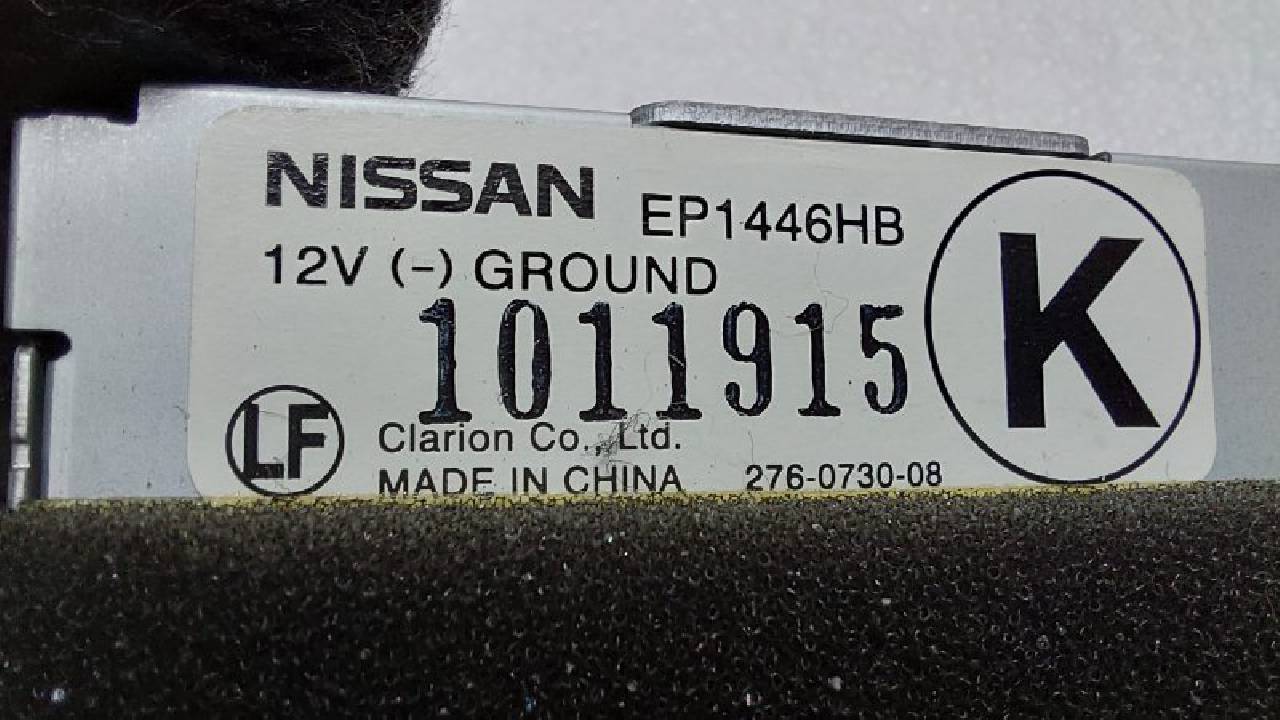 NISSAN EP1446HB
12V (-) GROUND
1011915
K
LF
Clarion Co., Ltd.
MADE IN CHINA 276-0730-08